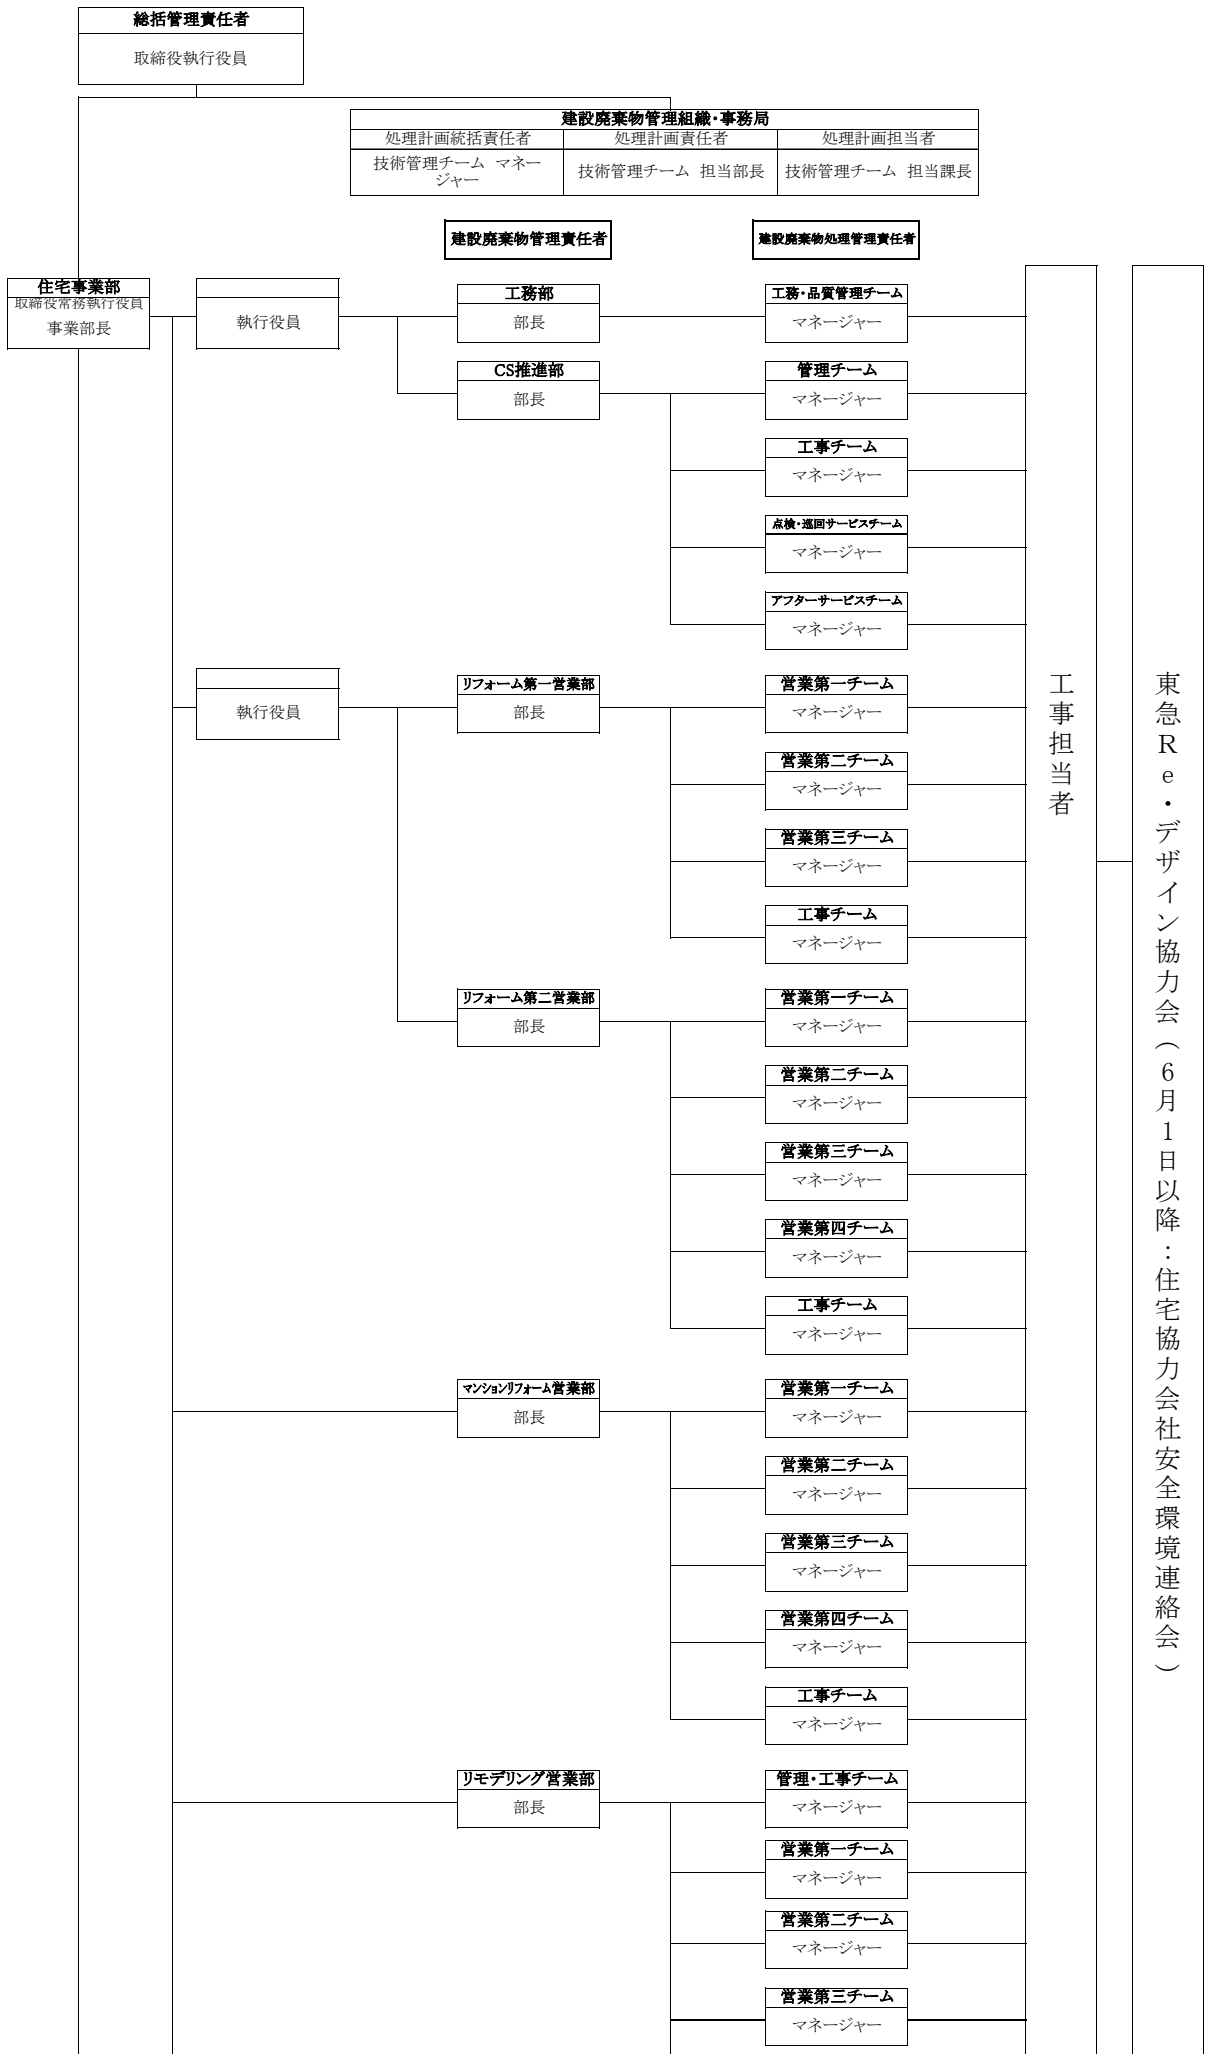 総括管理責任者
取締役執行役員
建設廃棄物管理組織・事務局
処理計画統括責任者
処理計画責任者
処理計画担当者
技術管理チーム マネー
ジャー
技術管理チーム 担当部長
技術管理チーム 担当課長
建設廃棄物管理責任者
建設廃棄物処理管理責任者
住宅事業部
取締役常務執行役員
事業部長
執行役員
工務部
部長
工務・品質管理チーム
マネージャー
CS推進部
部長
管理チーム
マネージャー
工事チーム
マネージャー
点検・巡回サービスチーム
マネージャー
アフターサービスチーム
マネージャー
執行役員
リフォーム第一営業部
部長
営業第一チーム
マネージャー
営業第二チーム
マネージャー
営業第三チーム
マネージャー
工事チーム
マネージャー
リフォーム第二営業部
部長
営業第一チーム
マネージャー
営業第二チーム
マネージャー
営業第三チーム
マネージャー
営業第四チーム
マネージャー
工事チーム
マネージャー
マンションリフォーム営業部
部長
営業第一チーム
マネージャー
営業第二チーム
マネージャー
営業第三チーム
マネージャー
営業第四チーム
マネージャー
工事チーム
マネージャー
リモデリング営業部
部長
管理・工事チーム
マネージャー
営業第一チーム
マネージャー
営業第二チーム
マネージャー
営業第三チーム
マネージャー
工事担当者
東急Ｒｅ・デザイン協力会（６月１日以降：住宅協力会社安全環境連絡会）